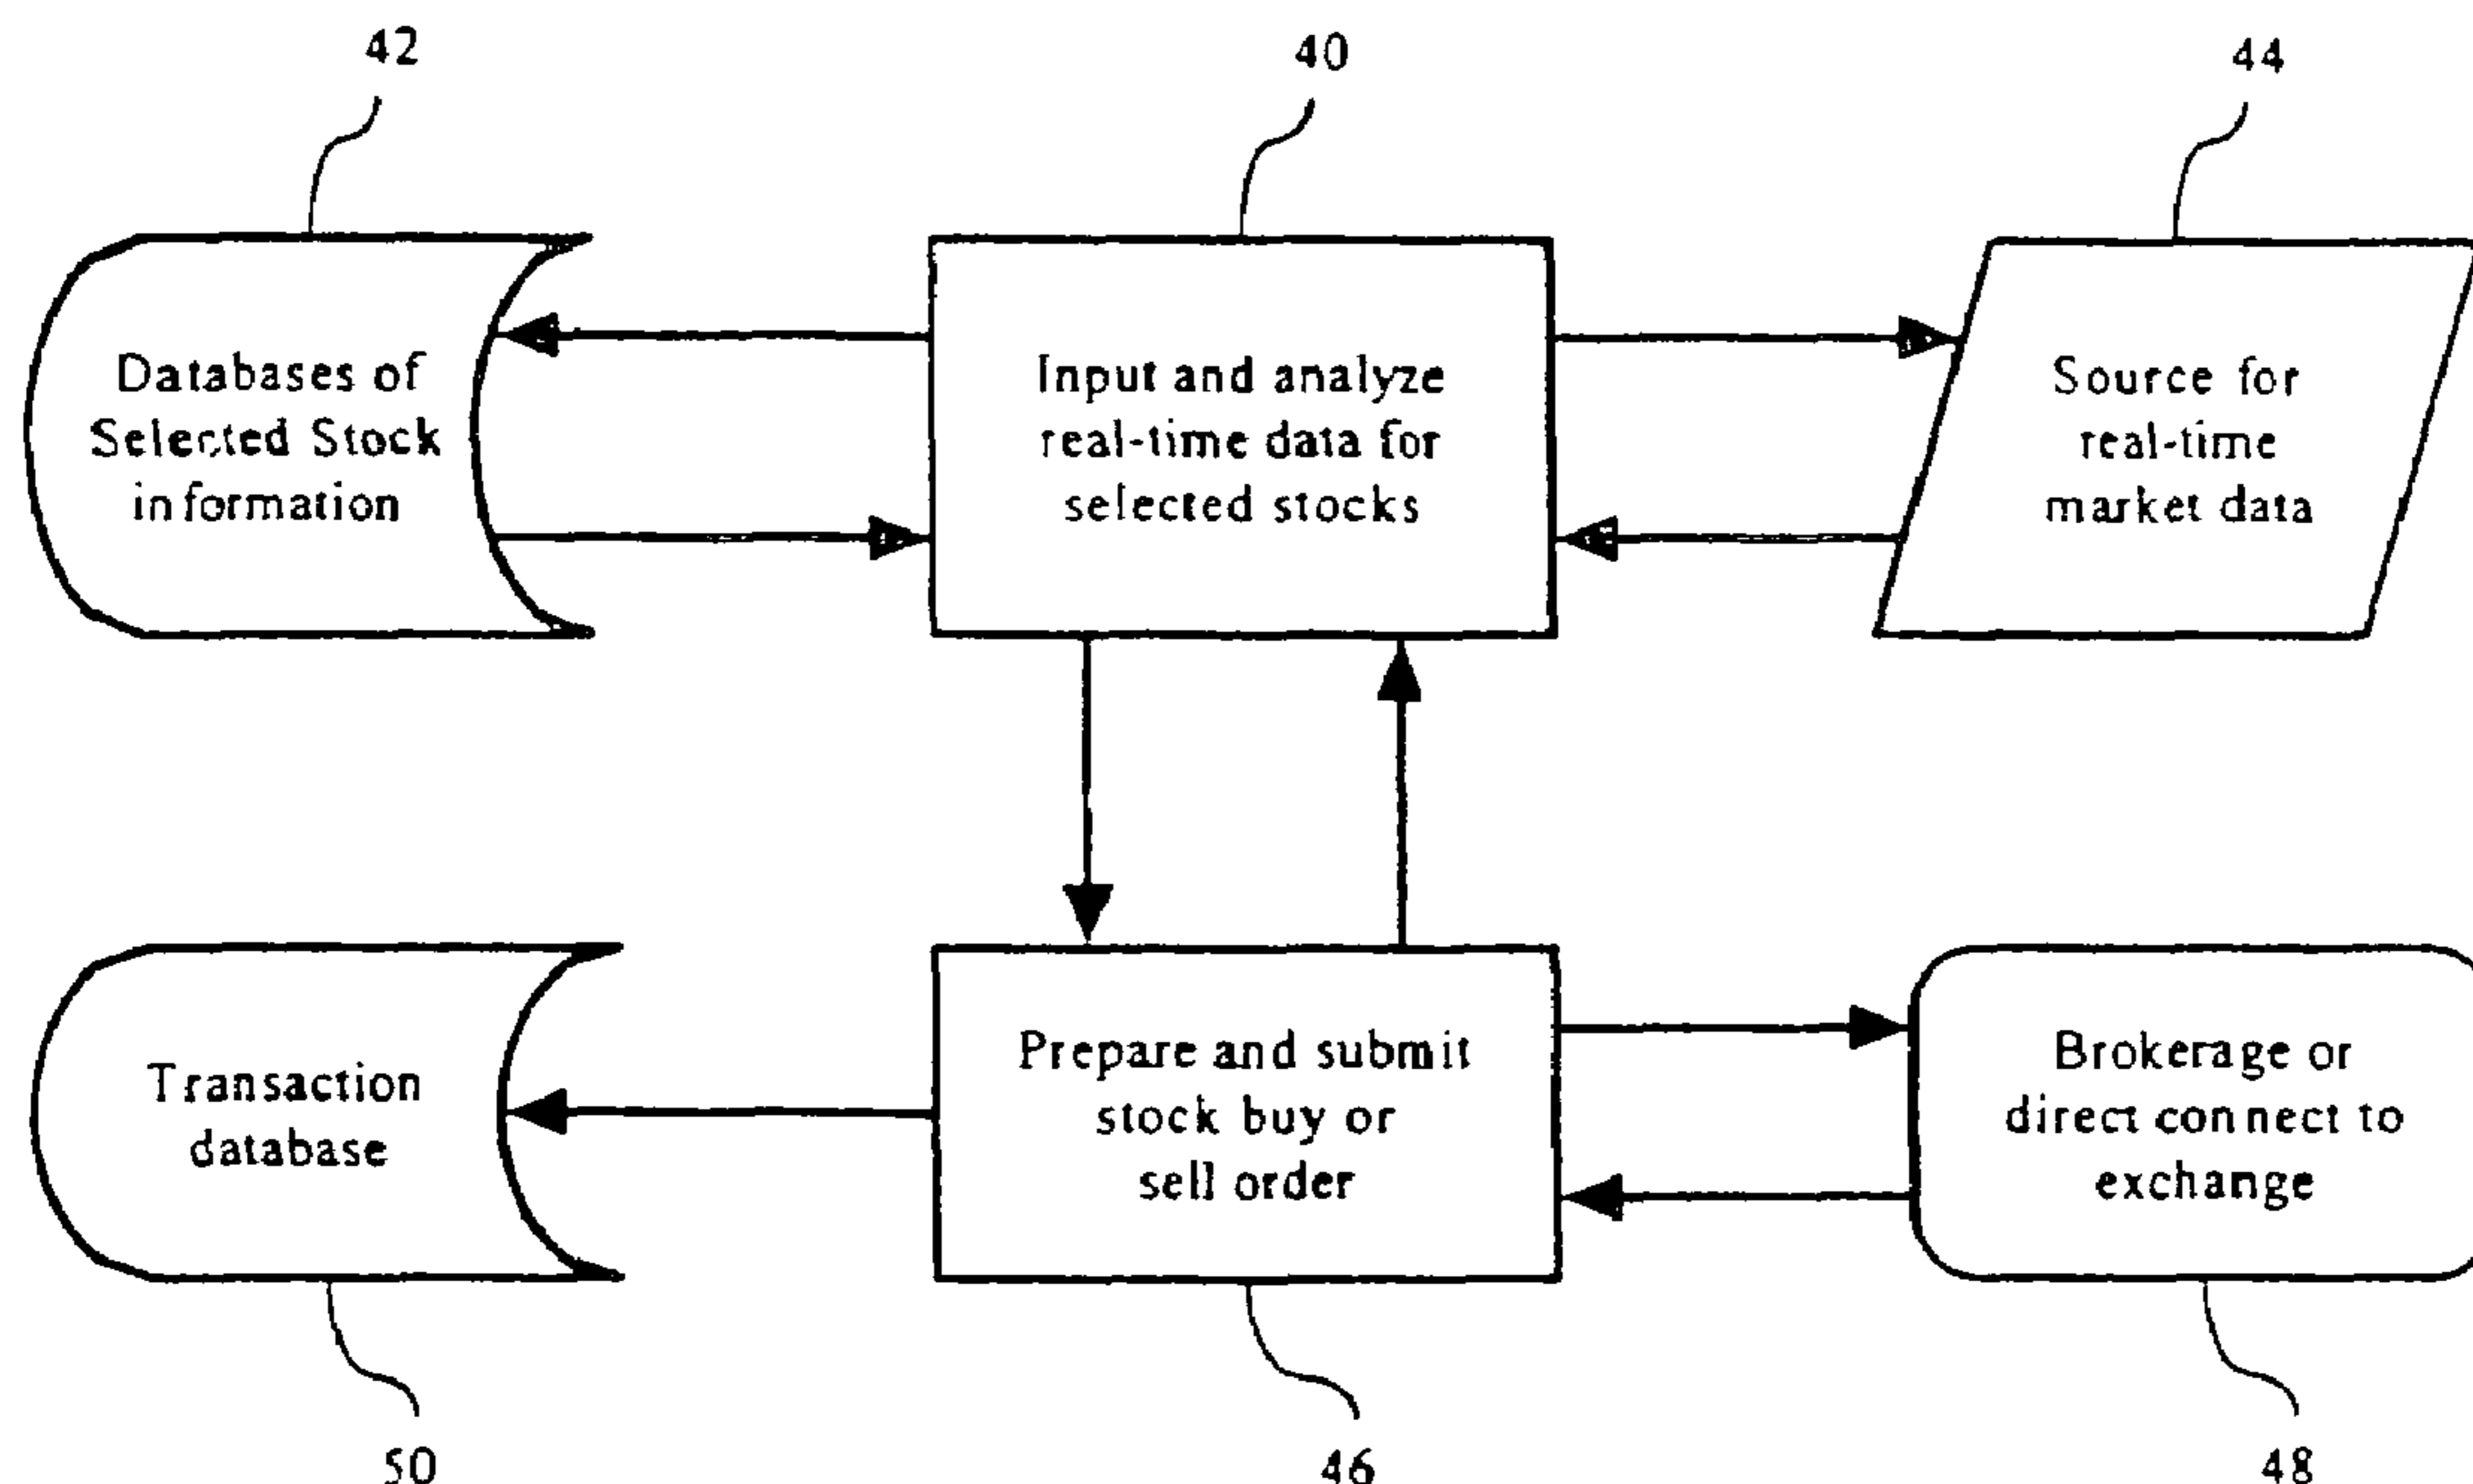 42
40
44
Databases of
Selected Stock
information
Input and analyze
real-time data for
selected stocks
Source for
real-time
market data
Transaction
database
Prepare and submit
stock buy or
sell order
Brokerage or
direct connect to
exchange
50
46
48